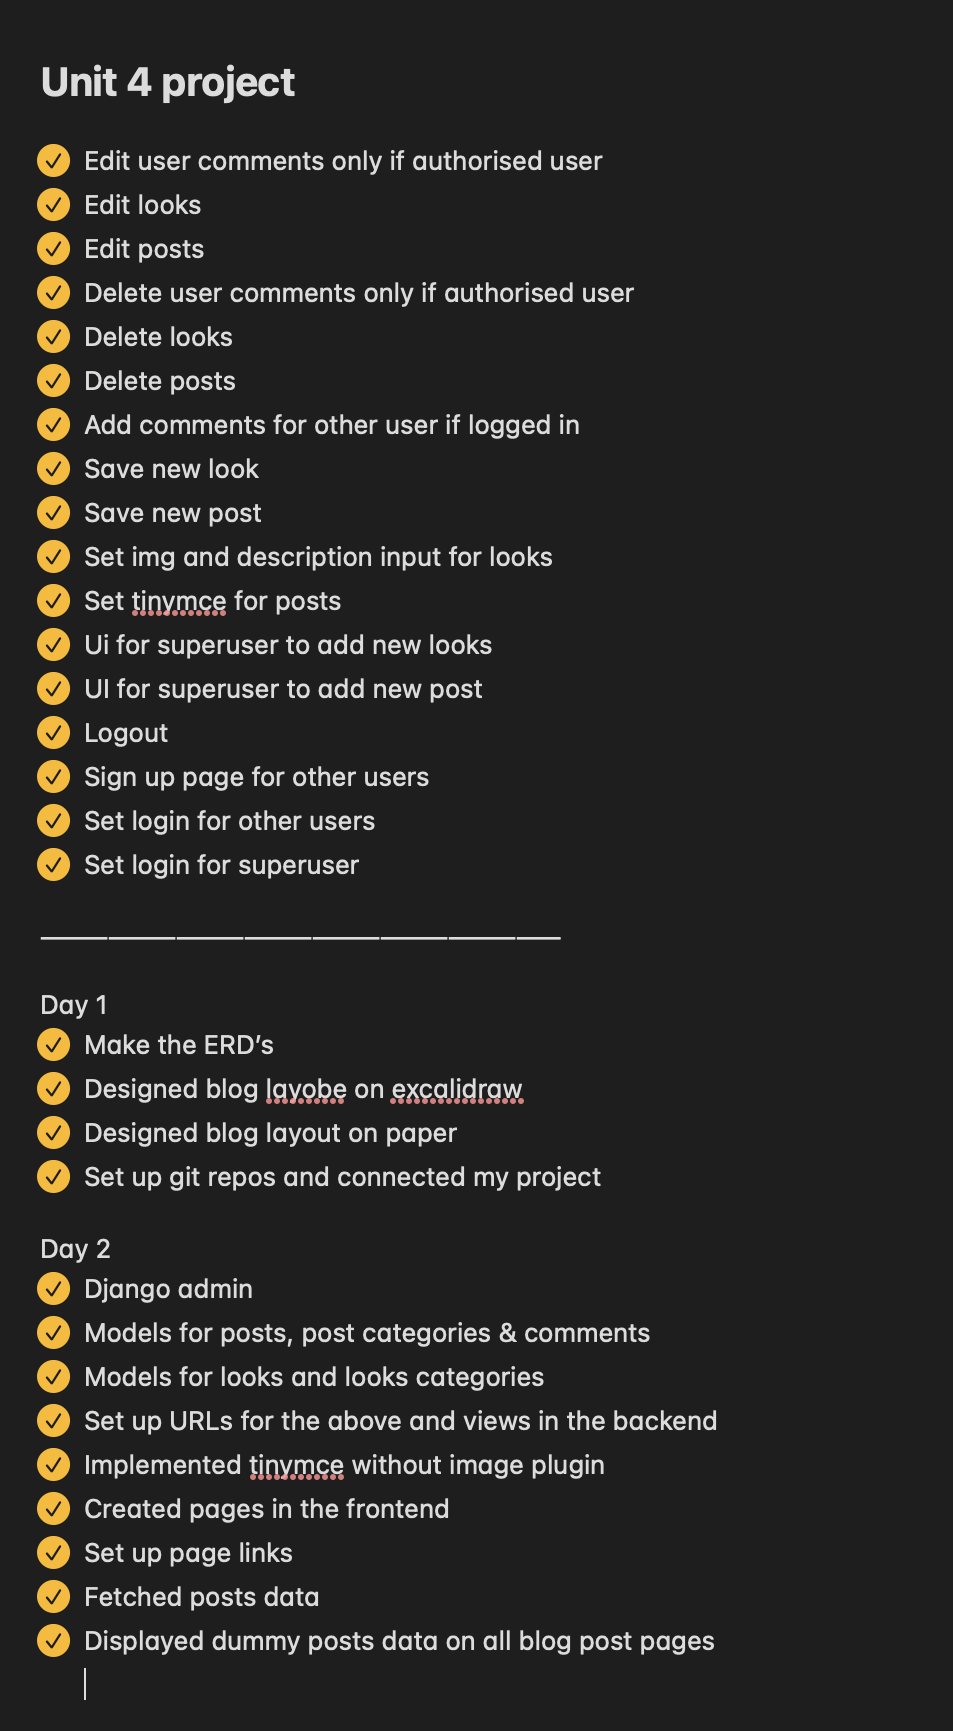 Unit 4 project
Edit user comments only if authorised user
Edit looks
Edit posts
Delete user comments only if authorised user
Delete looks
Delete posts
Add comments for other user if logged in
Save new look
Save new post
Set img and description input for looks
Set tinymce for posts
Ui for superuser to add new looks
UI for superuser to add new post
Logout
Sign up page for other users
Set login for other users
Set login for superuser
Day 1
Make the ERD’s
Designed blog layobe on excalidraw
Designed blog layout on paper
Set up git repos and connected my project
Day 2
Django admin
Models for posts, post categories & comments
Models for looks and looks categories
Set up URLs for the above and views in the backend
Implemented tinymce without image plugin
Created pages in the frontend
Set up page links
Fetched posts data
Displayed dummy posts data on all blog post pages